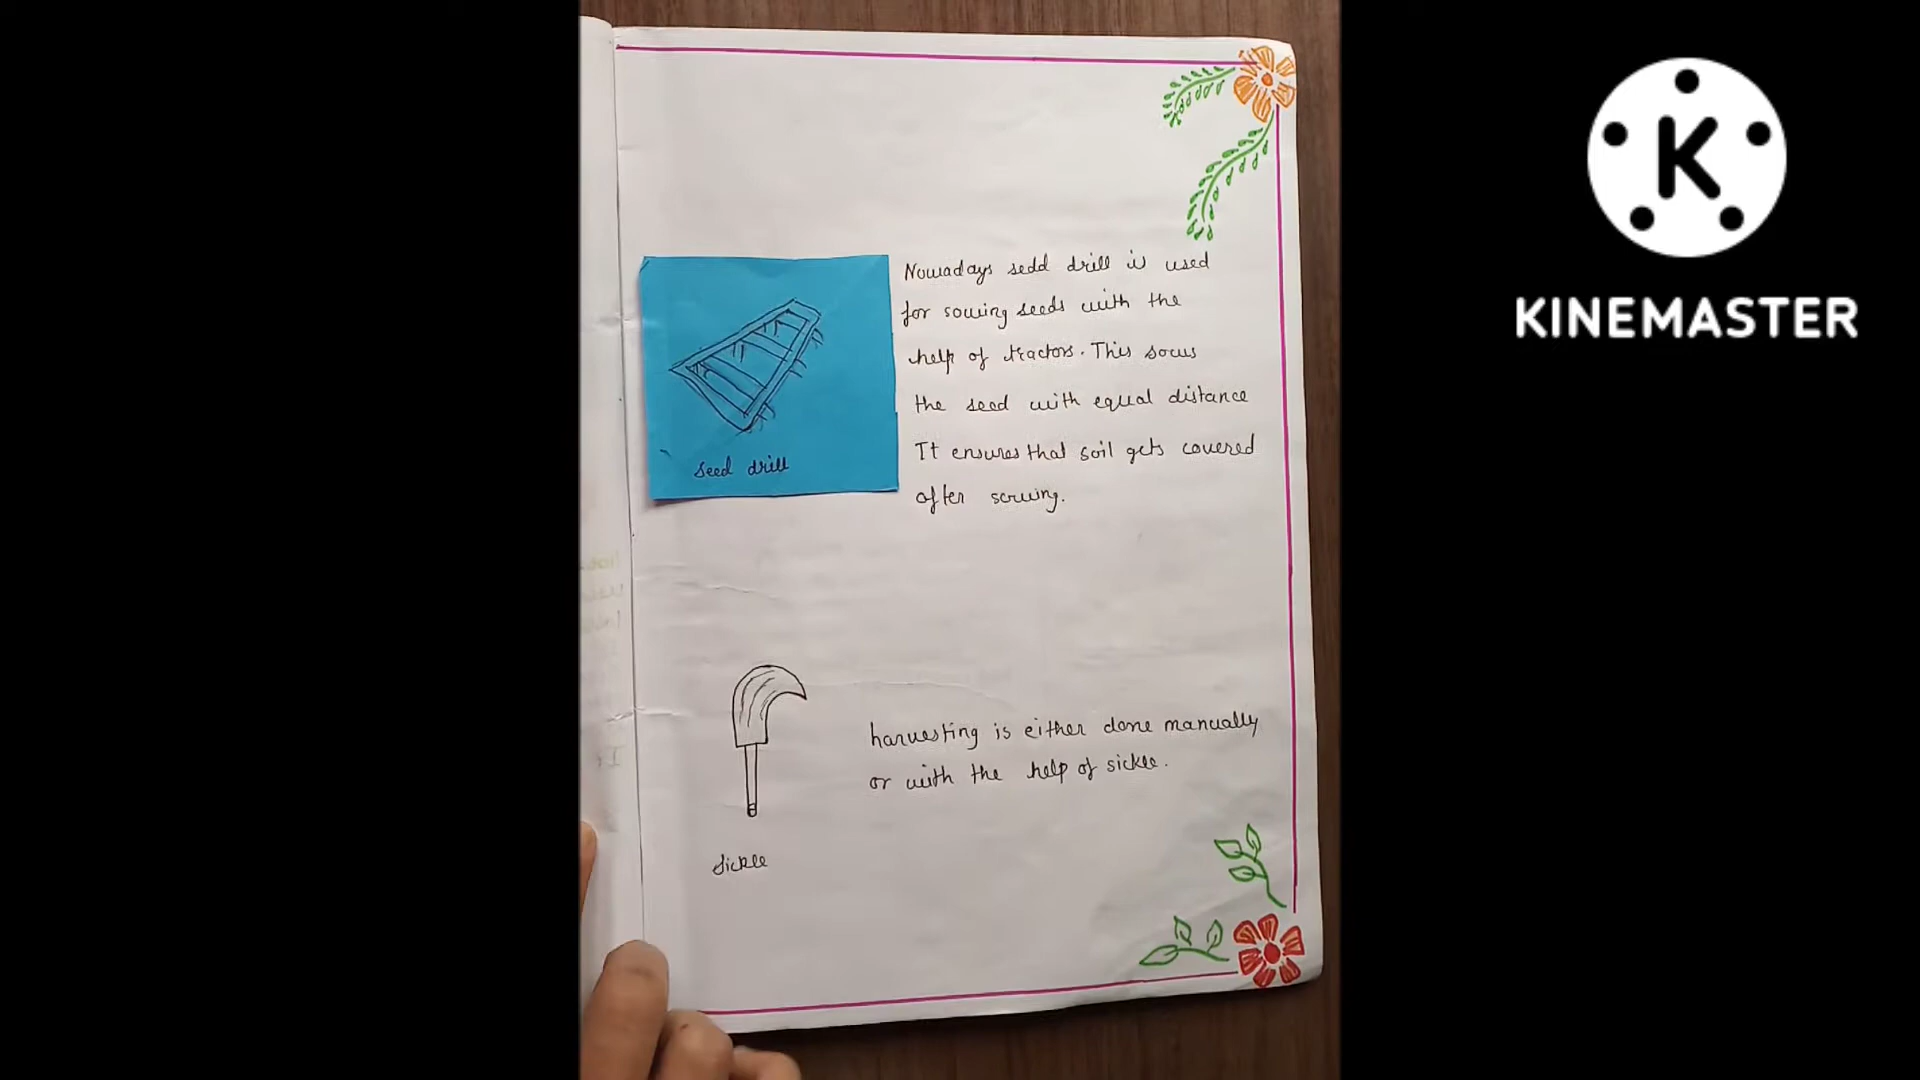 Nowadays sedd drill is used
for sowing seeds with the
help of tractors. This sows
the seed with equal distance
It ensures that soil gets covered
after sowing.
seed drill
harvesting is either done manually
or with the help of sickle.
sickle
K
KINEMASTER